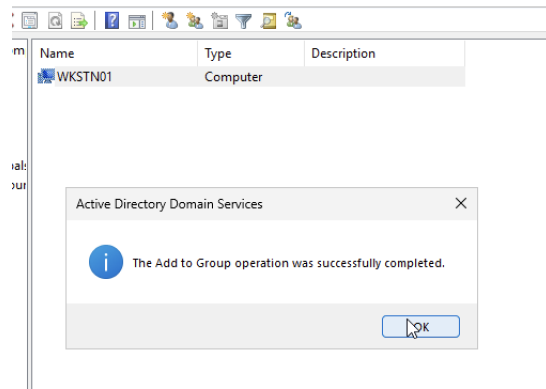 Name Type Description
WKSTN01 Computer
Active Directory Domain Services
The Add to Group operation was successfully completed.
OK